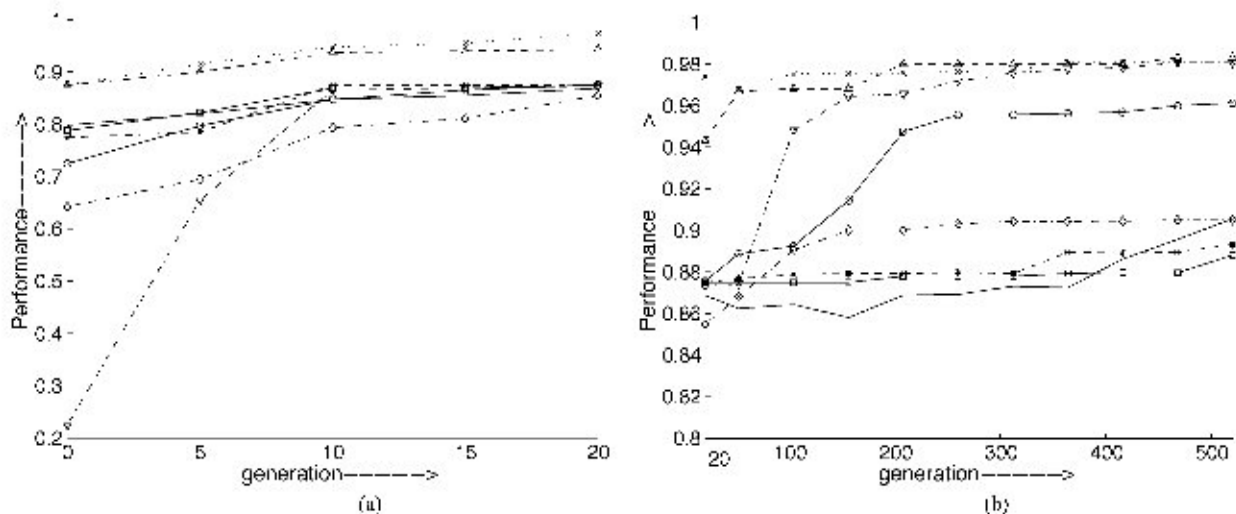 1
0.9
0.8
0.7
0.6
0.5
0.4
0.3
0.2
Performance------>
0 5 10 15 20
generation------->
(a)
1
0.98
0.96
0.94
0.92
0.9
0.88
0.86
0.84
0.82
0.8
Performance ------>
20 100 200 300 400 500
generation------->
(b)